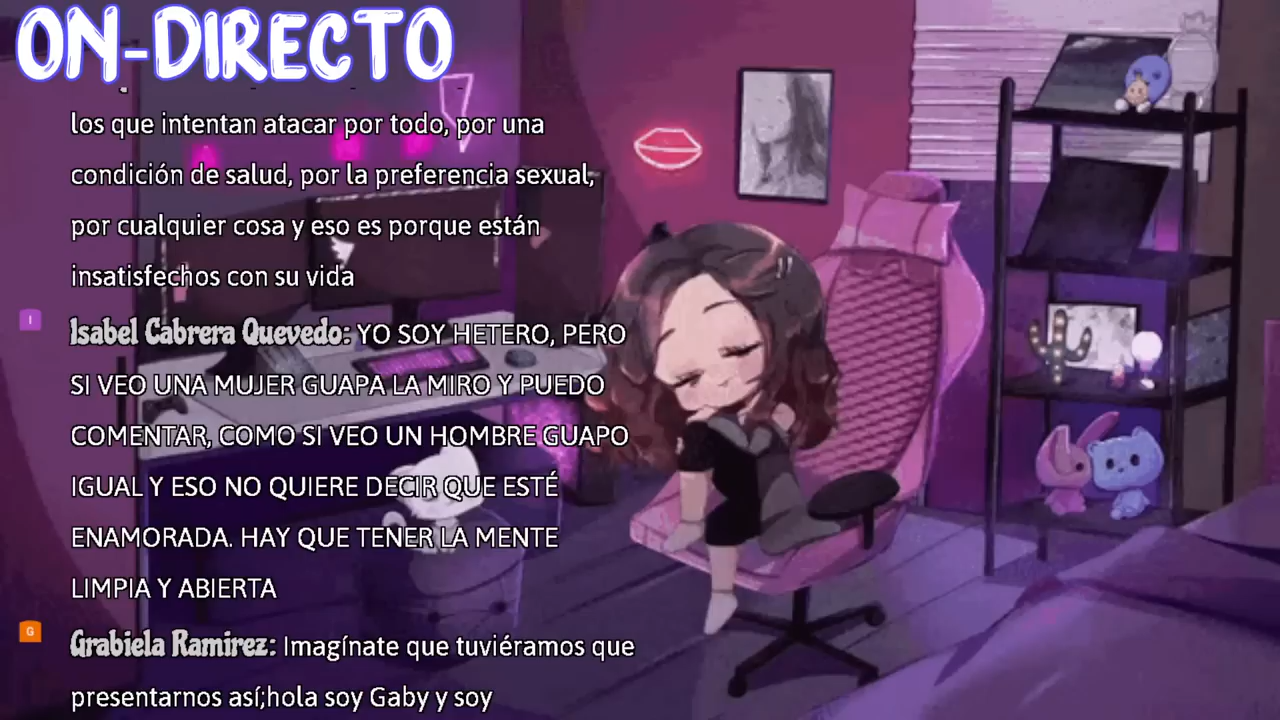 ON-DIRECTO
los que intentan atacar por todo, por una
condición de salud, por la preferencia sexual,
por cualquier cosa y eso es porque están
insatisfechos con su vida
I
Isabel Cabrera Quevedo: YO SOY HETERO, PERO
SI VEO UNA MUJER GUAPA LA MIRO Y PUEDO
COMENTAR, COMO SI VEO UN HOMBRE GUAPO
IGUAL Y ESO NO QUIERE DECIR QUE ESTÉ
ENAMORADA. HAY QUE TENER LA MENTE
LIMPIA Y ABIERTA
G
Grabiela Ramirez: Imagínate que tuviéramos que
presentarnos así;hola soy Gaby y soy